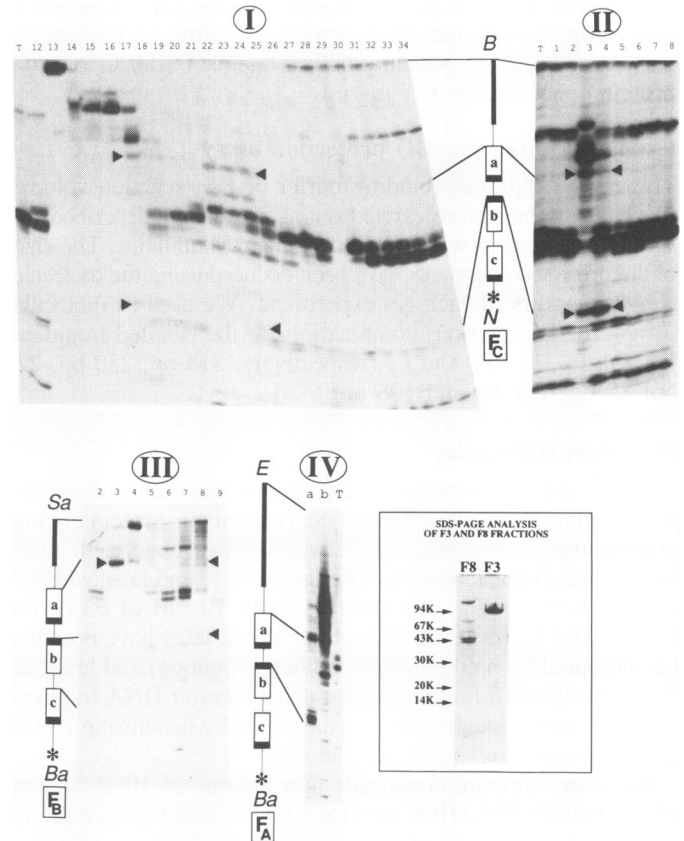 I
II
T 12 13 14 15 16 17 18 19 20 21 22 23 24 25 26 27 28 29 30 31 32 33 34
B
T 1 2 3 4 5 6 7 8
a
b
c
*
N
FC
III
IV
Sa
2 3 4 5 6 7 8 9
E
a b T
a
b
c
*
Ba
FB
a
b
c
*
Ba
FA
SDS-PAGE ANALYSIS
OF F3 AND F8 FRACTIONS
F8 F3
94K
67K
43K
30K
20K
14K